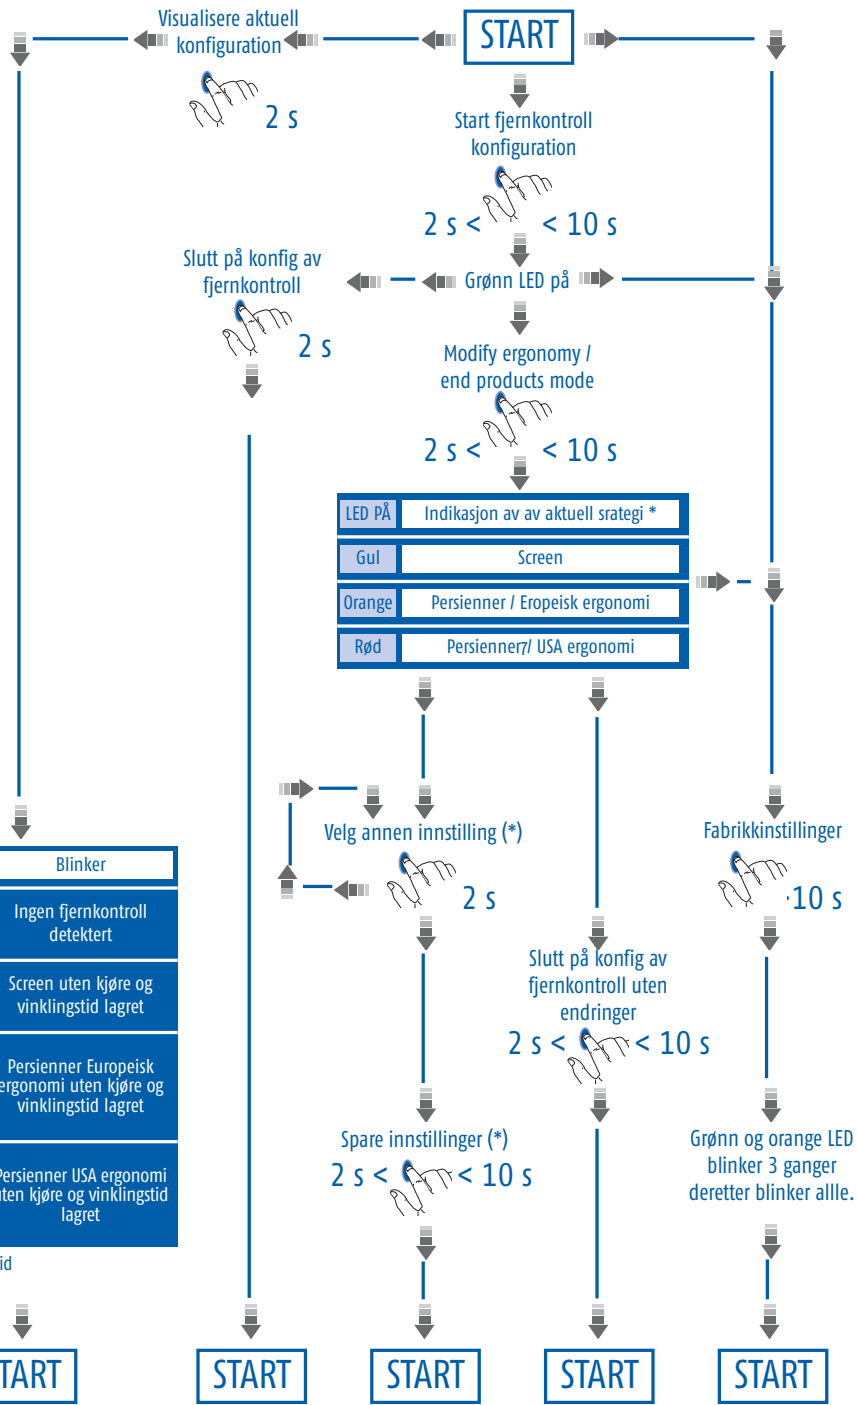 Visualisere aktuell
konfiguration
START
2 s
Start fjernkontroll
konfiguration
2 s < < 10 s
Slutt på konfig av
fjernkontroll
2 s
Grønn LED på
Modify ergonomy /
end products mode
2 s < < 10 s
LED PÅ Indikasjon av av aktuell srategi *
Gul Screen
Orange Persienner / Eropeisk ergonomi
Rød Persienner7/ USA ergonomi
Velg annen innstilling (*)
2 s
Fabrikkinstillinger
10 s
Blinker
Ingen fjernkontroll
detektert
Screen uten kjøre og
vinklingstid lagret
Persienner Europeisk
ergonomi uten kjøre og
vinklingstid lagret
Persienner USA ergonomi
uten kjøre og vinklingstid
lagret
id
Slutt på konfig av
fjernkontroll uten
endringer
2 s < < 10 s
Spare innstillinger (*)
2 s < < 10 s
Grønn og orange LED
blinker 3 ganger
deretter blinker allle.
TART
START
START
START
START